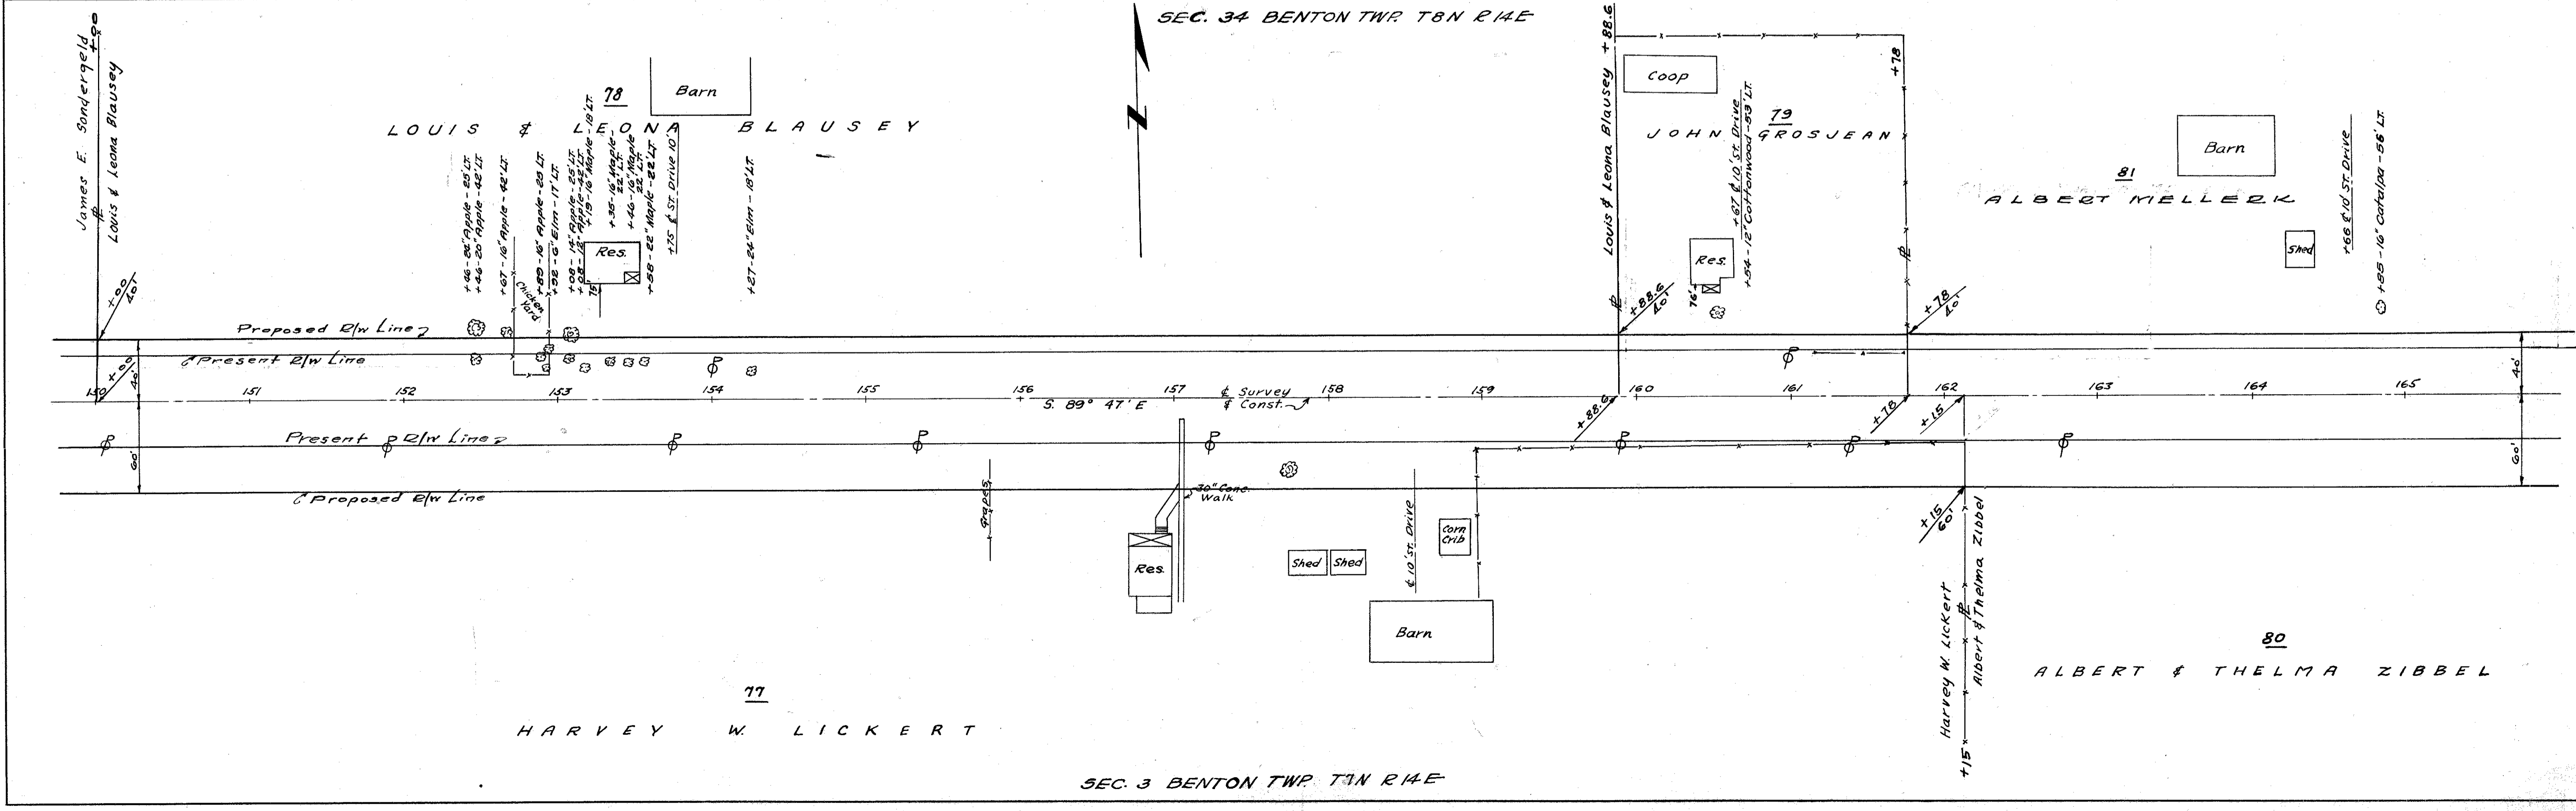 SEC. 34 BENTON TWP. T8N R14E
James E. Sondergeld
+00
Louis & Leona Blausey
78
LOUIS & LEONA BLAUSEY
Barn
+46-20" Apple-42' LT.
+67-16" Apple-42' LT.
+89-16" Apple-25' LT.
+92-6" Elm-17' LT.
+08-14" Apple-25' LT.
+08-12" Apple-42' LT.
+19-16" Maple-18' LT.
+35-16" Maple-
22' LT.
+46-16" Maple
22' LT.
+58-22" Maple-22' LT.
+75 ℄ ST. Drive 10'
+27-24" Elm-18' LT.
Res.
75'
Chicken
Yard
Louis & Leona Blausey +88.6
Coop
79
JOHN GROSJEAN
+67 ℄ 10' St. Drive
+54-12" Cottonwood-53' LT.
Res.
76'
+78
Barn
81
ALBERT MELLERK
Shed
+66 ℄ 10' ST. Drive
+85-16" Catalpa-56' LT.
+00
40'
+88.6
40'
+78
40'
Proposed R/W Line
Present R/W Line
40'
40'
+00
150 151 152 153 154 155 156 157 158 159 160 161 162 163 164 165
S. 89° 47' E
℄ Survey
& Const.
+88.6
+78
+15
Present R/W Line
60'
60'
Proposed R/W Line
Grapes
30" Conc.
Walk
Res.
Shed
Shed
℄ 10' ST. Drive
Corn
Crib
Barn
+15
60'
Harvey W. Lickert
Albert & Thelma Zibbel
+15
80
ALBERT & THELMA ZIBBEL
77
HARVEY W. LICKERT
SEC. 3 BENTON TWP. T7N R14E